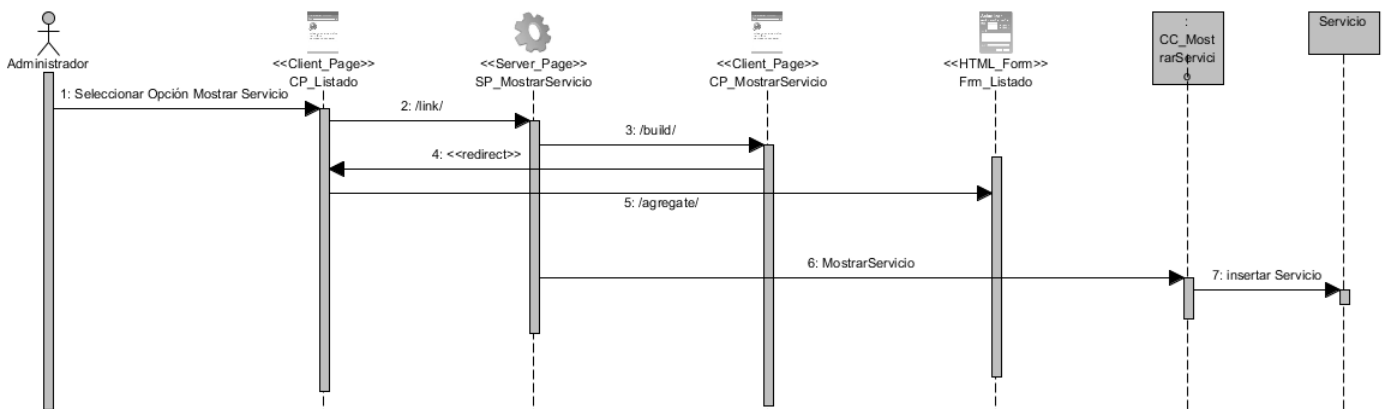 Administrador
<<Client_Page>>
CP_Listado
<<Server_Page>>
SP_MostrarServicio
<<Client_Page>>
CP_MostrarServicio
<<HTML_Form>>
Frm_Listado
:
CC_Most
rarServici
o
Servicio
1: Seleccionar Opción Mostrar Servicio
2: /link/
3: /build/
4: <<redirect>>
5: /agregate/
6: MostrarServicio
7: insertar Servicio